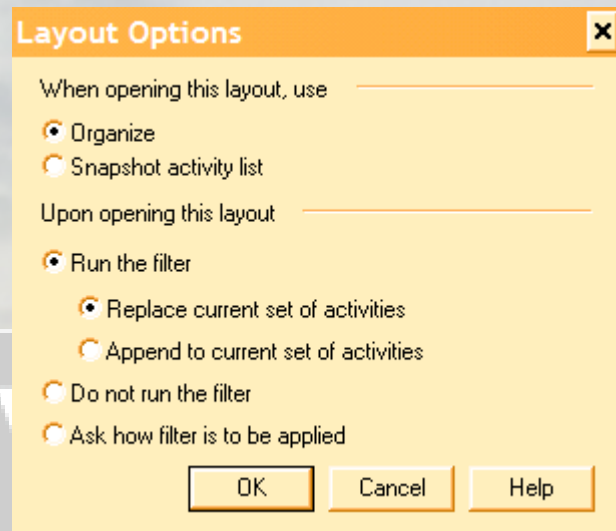 Layout Options
When opening this layout, use
Organize
Snapshot activity list
Upon opening this layout
Run the filter
Replace current set of activities
Append to current set of activities
Do not run the filter
Ask how filter is to be applied
OK Cancel Help